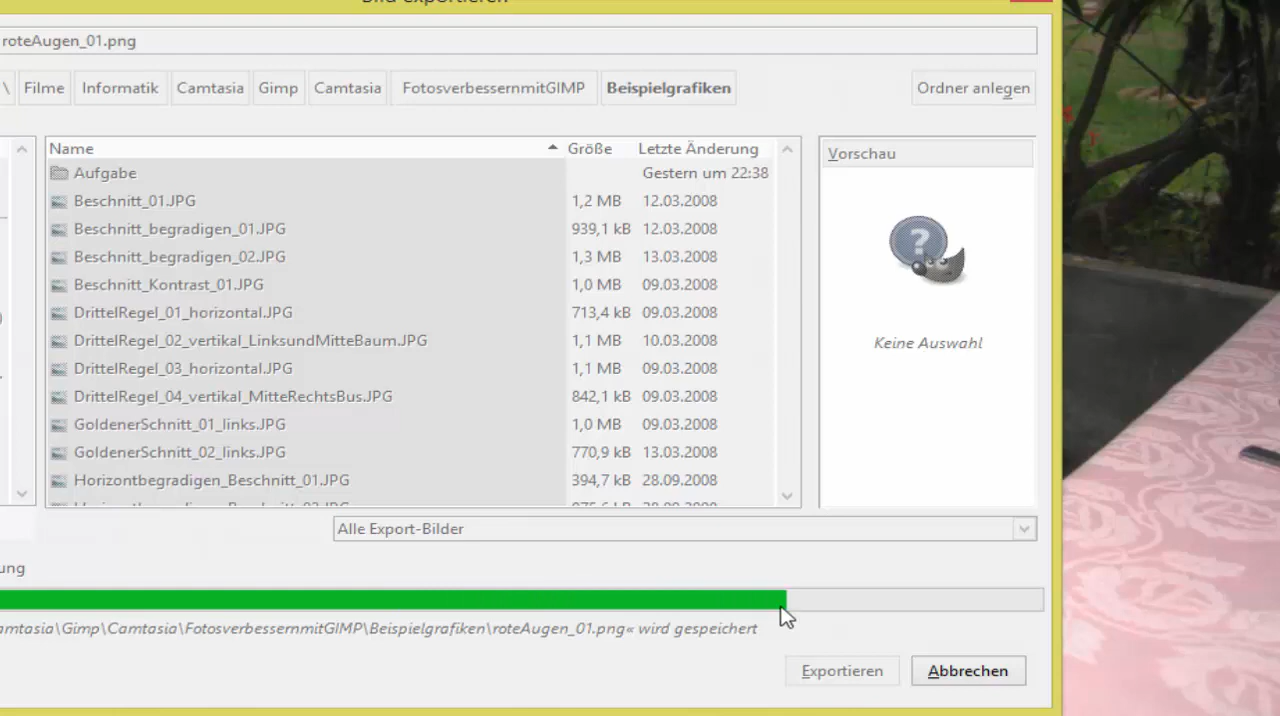 Bild exportieren
roteAugen_01.png
\ Filme Informatik Camtasia Gimp Camtasia FotosverbessernmitGIMP Beispielgrafiken Ordner anlegen
Name Größe Letzte Änderung Vorschau
Aufgabe Gestern um 22:38
Beschnitt_01.JPG 1,2 MB 12.03.2008
Beschnitt_begradigen_01.JPG 939,1 kB 12.03.2008
Beschnitt_begradigen_02.JPG 1,3 MB 13.03.2008
Beschnitt_Kontrast_01.JPG 1,0 MB 09.03.2008
DrittelRegel_01_horizontal.JPG 713,4 kB 09.03.2008
DrittelRegel_02_vertikal_LinksundMitteBaum.JPG 1,1 MB 10.03.2008
Keine Auswahl
DrittelRegel_03_horizontal.JPG 1,1 MB 09.03.2008
DrittelRegel_04_vertikal_MitteRechtsBus.JPG 842,1 kB 09.03.2008
GoldenerSchnitt_01_links.JPG 1,0 MB 09.03.2008
GoldenerSchnitt_02_links.JPG 770,9 kB 13.03.2008
Horizontbegradigen_Beschnitt_01.JPG 394,7 kB 28.09.2008
Alle Export-Bilder
ung
amtasia\Gimp\Camtasia\FotosverbessernmitGIMP\Beispielgrafiken\roteAugen_01.png« wird gespeichert
Exportieren Abbrechen